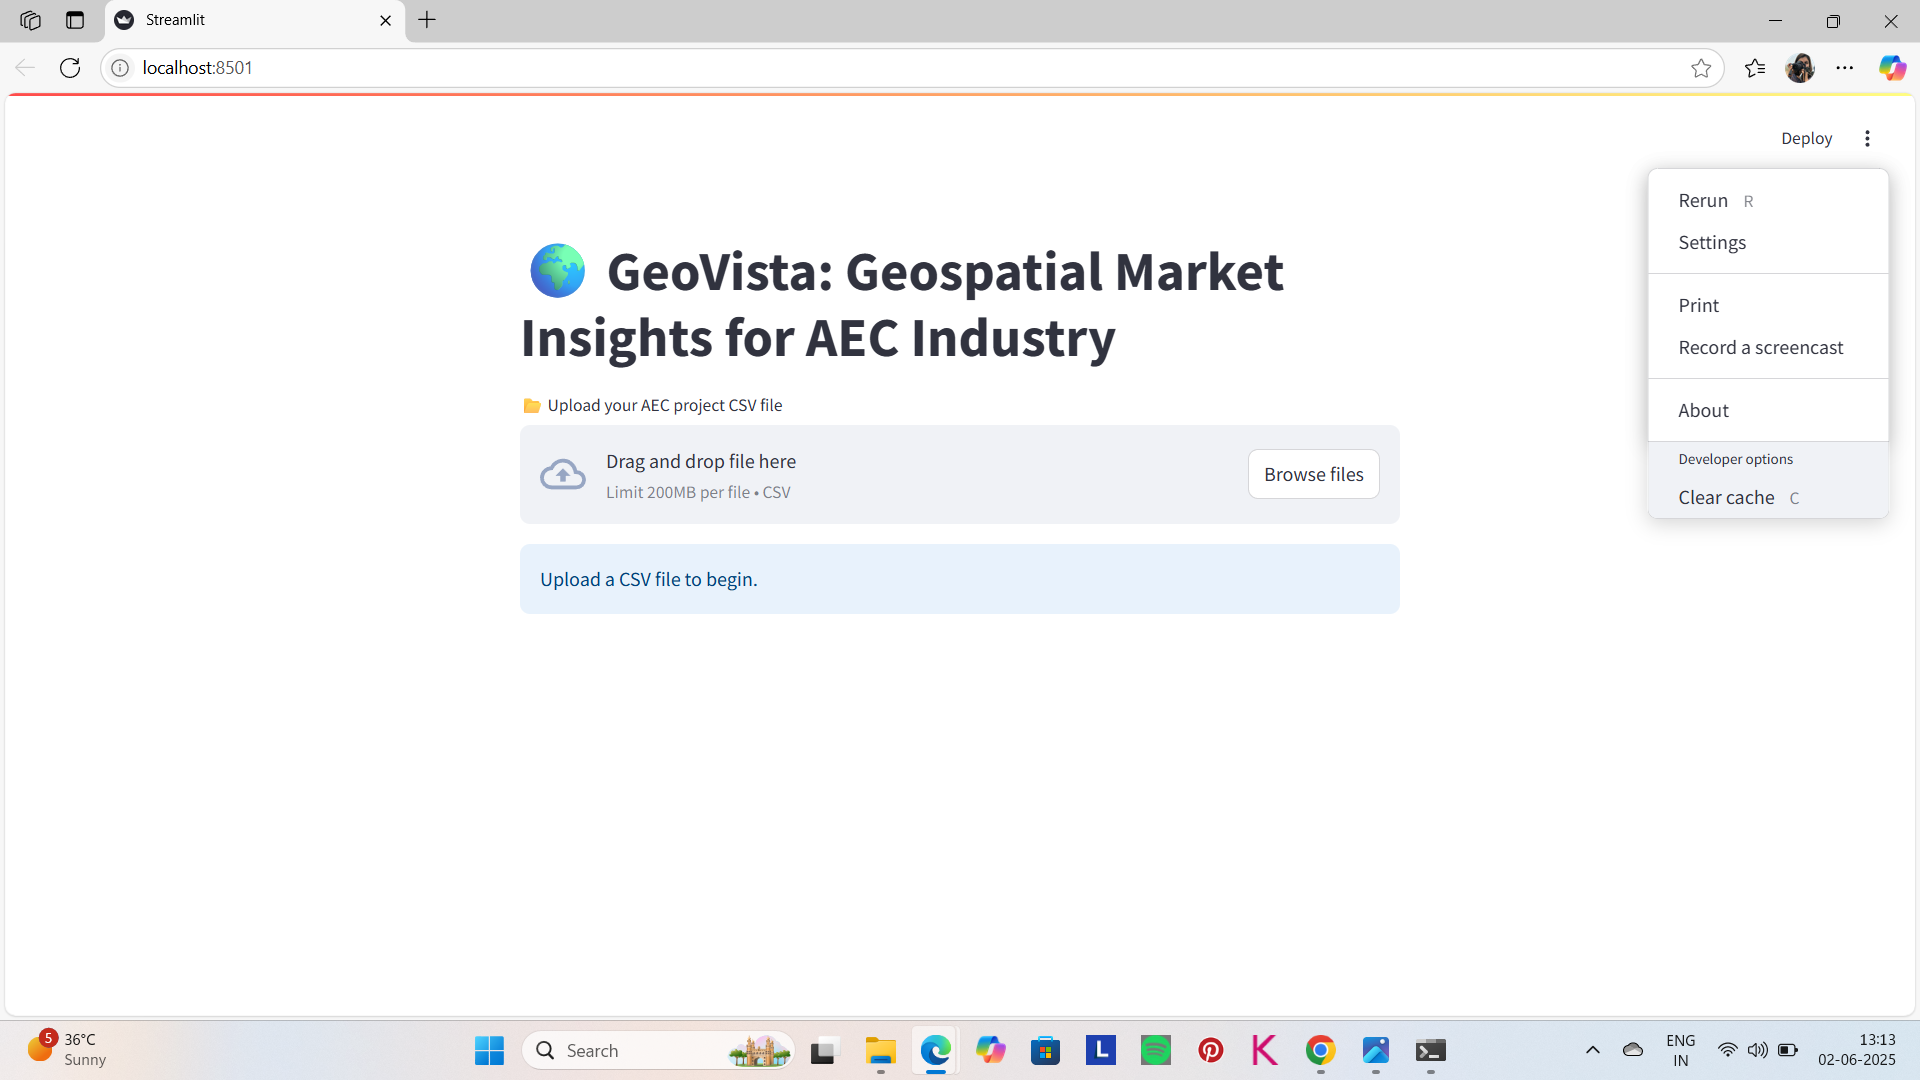 Streamlit
localhost:8501
Deploy
Rerun R
Settings
Print
Record a screencast
About
Developer options
Clear cache C
GeoVista: Geospatial Market
Insights for AEC Industry
Upload your AEC project CSV file
Drag and drop file here
Limit 200MB per file • CSV
Browse files
Upload a CSV file to begin.
5
36°C
Sunny
Search
L
K
ENG
IN
13:13
02-06-2025